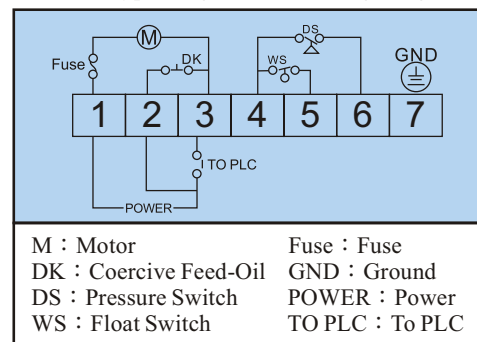 M
DS
DK
WS
GND
Fuse
1 2 3 4 5 6 7
TO PLC
POWER
M：Motor Fuse：Fuse
DK：Coercive Feed-Oil GND：Ground
DS：Pressure Switch POWER：Power
WS：Float Switch TO PLC：To PLC